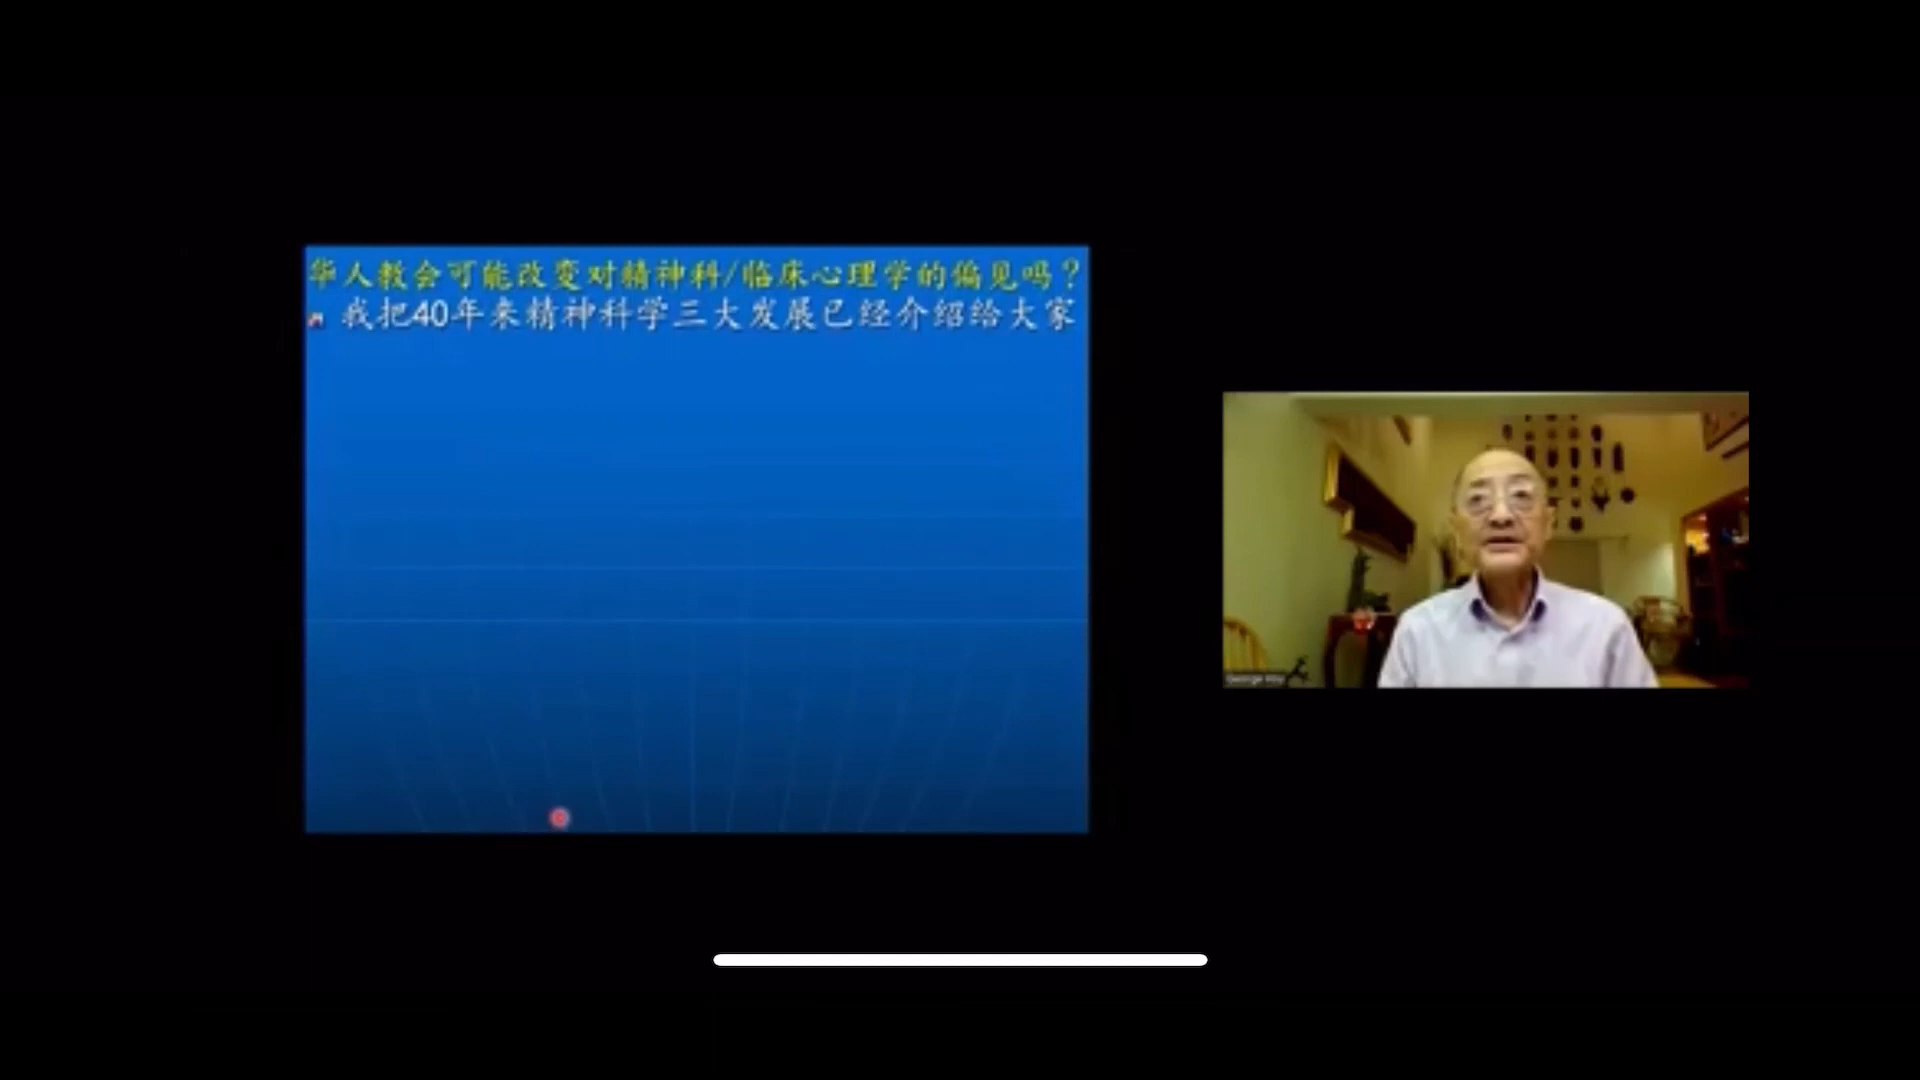 华人教会可能改变对精神科/临床心理学的偏见吗？
我把40年来精神科学三大发展已经介绍给大家
George